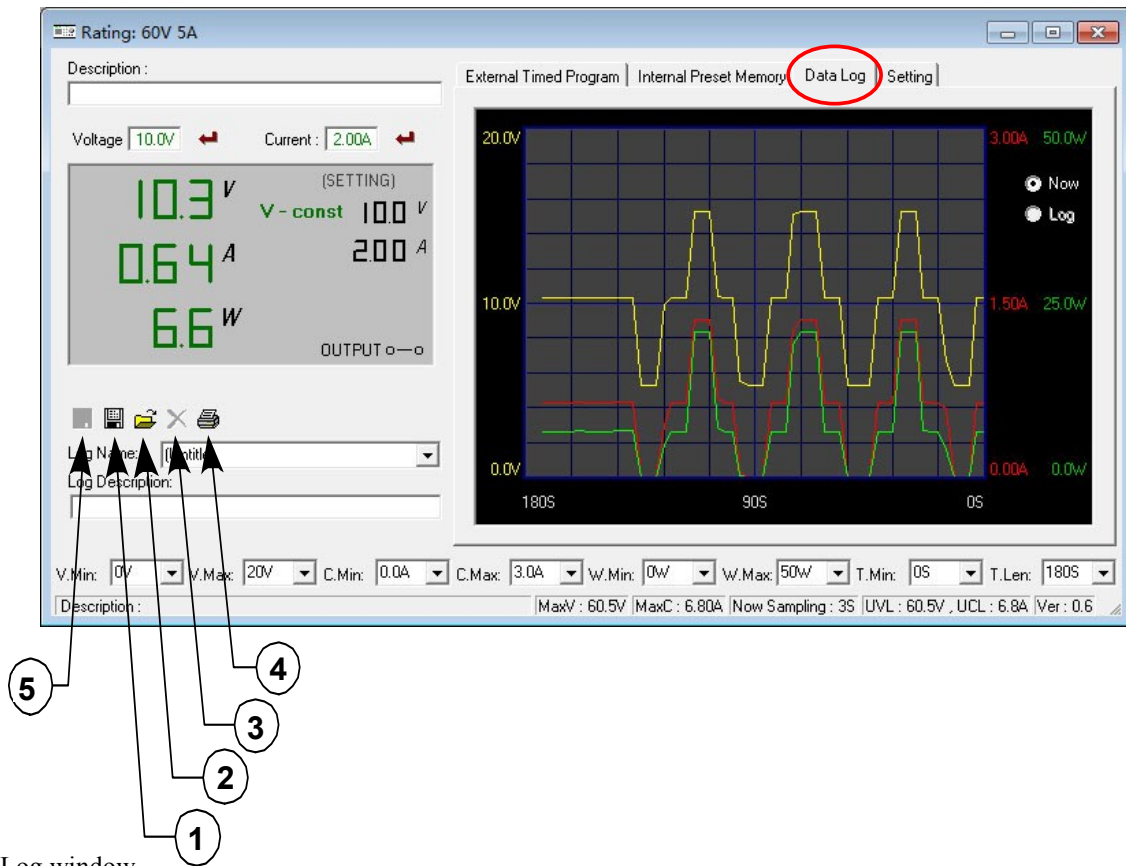 Rating: 60V 5A
Description :
External Timed Program Internal Preset Memory Data Log Setting
Voltage 10.0V Current : 2.00A
10.3 V
(SETTING)
V - const 10.0 V
0.64 A
2.00 A
6.6 W
OUTPUT
20.0V 3.00A 50.0W
Now
Log
10.0V 1.50A 25.0W
0.0V 0.00A 0.0W
180S 90S 0S
Log Name:
Log Description:
V.Min: 0V V.Max: 20V C.Min: 0.0A C.Max: 3.0A W.Min: 0W W.Max: 50W T.Min: 0S T.Len: 180S
Description : MaxV : 60.5V MaxC : 6.80A Now Sampling : 3S UVL : 60.5V , UCL : 6.8A Ver : 0.6
5
4
3
2
1
Log window